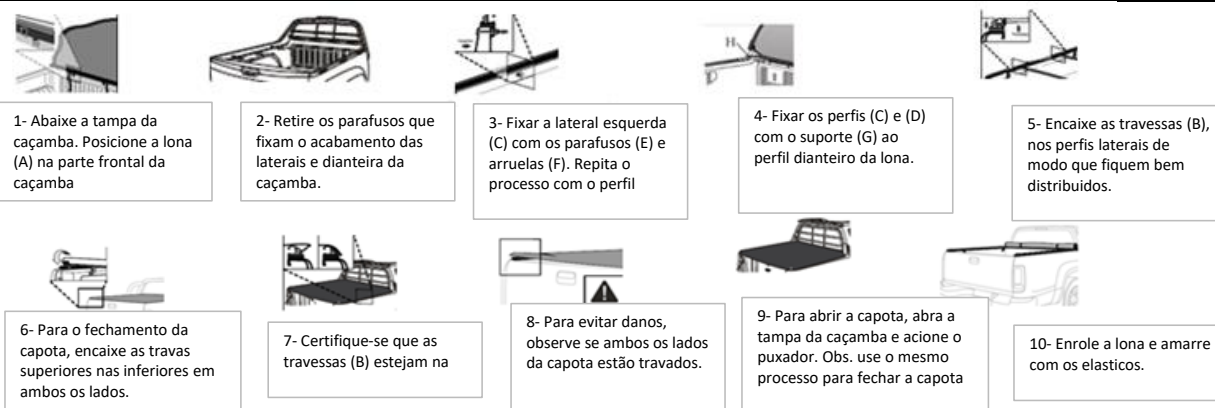 1- Abaixe a tampa da
caçamba. Posicione a lona
(A) na parte frontal da
caçamba
2- Retire os parafusos que
fixam o acabamento das
laterais e dianteira da
caçamba.
3- Fixar a lateral esquerda
(C) com os parafusos (E) e
arruelas (F). Repita o
processo com o perfil
H
D
4- Fixar os perfis (C) e (D)
com o suporte (G) ao
perfil dianteiro da lona.
5- Encaixe as travessas (B),
nos perfis laterais de
modo que fiquem bem
distribuidos.
6- Para o fechamento da
capota, encaixe as travas
superiores nas inferiores em
ambos os lados.
7- Certifique-se que as
travessas (B) estejam na
8- Para evitar danos,
observe se ambos os lados
da capota estão travados.
9- Para abrir a capota, abra a
tampa da caçamba e acione o
puxador. Obs. use o mesmo
processo para fechar a capota
10- Enrole a lona e amarre
com os elasticos.